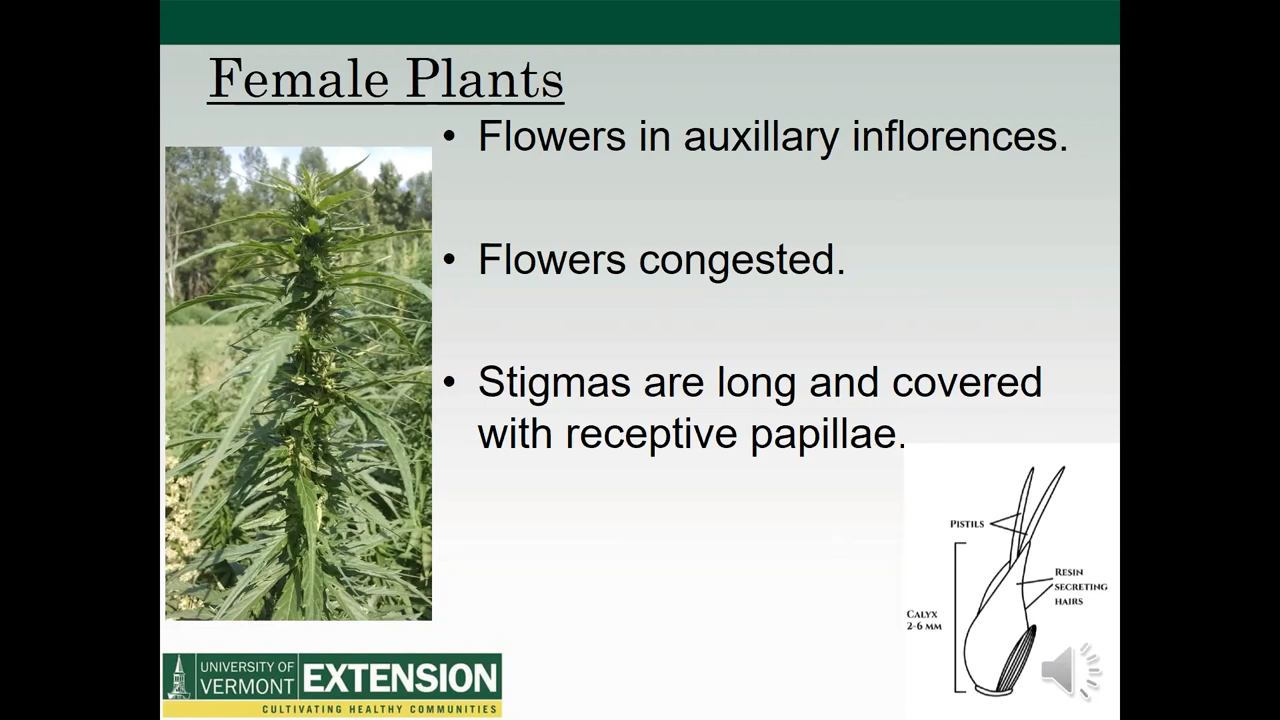 Female Plants
• Flowers in auxillary inflorences.
• Flowers congested.
• Stigmas are long and covered
with receptive papillae.
PISTILS
RESIN
SECRETING
HAIRS
CALYX
2-6 MM
UNIVERSITY OF
VERMONT
EXTENSION
CULTIVATING HEALTHY COMMUNITIES